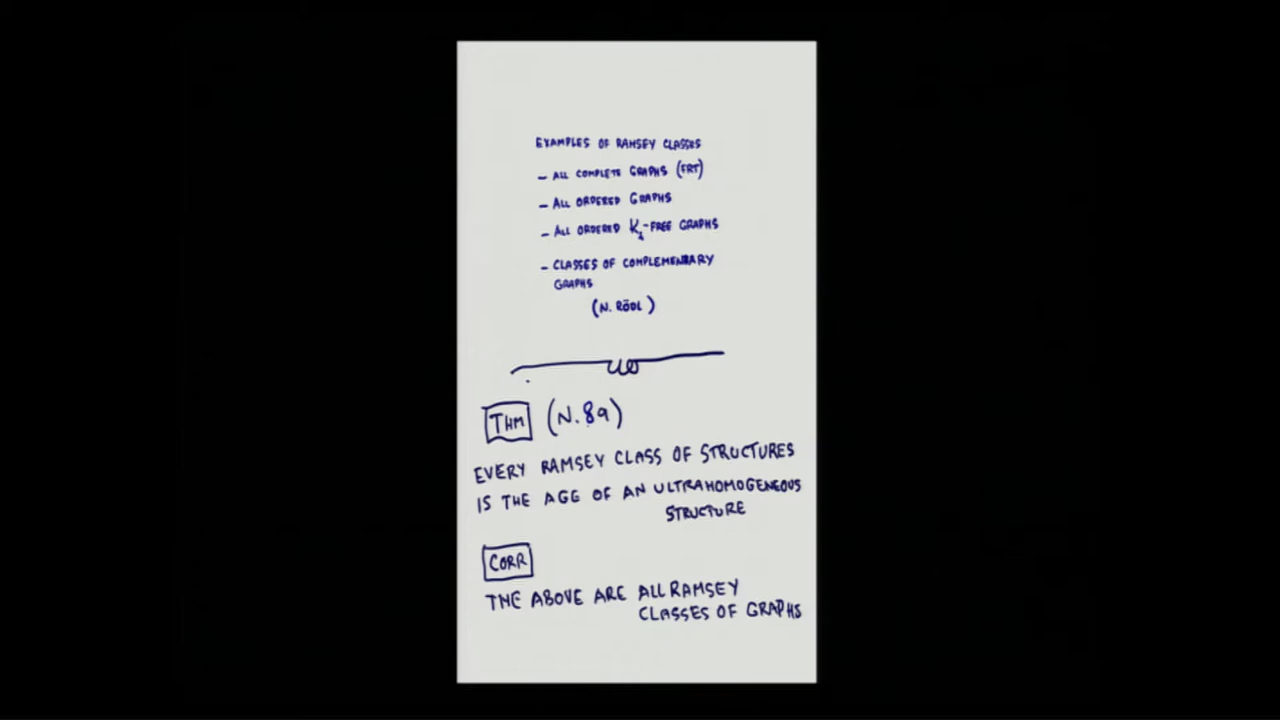 EXAMPLES OF RAMSEY CLASSES
– ALL COMPLETE GRAPHS (FRT)
– ALL ORDERED GRAPHS
– ALL ORDERED K₁-FREE GRAPHS
– CLASSES OF COMPLEMENTARY
GRAPHS
(N. RÖDL)
THM (N. 89)
EVERY RAMSEY CLASS OF STRUCTURES
IS THE AGE OF AN ULTRAHOMOGENEOUS
STRUCTURE
CORR
THE ABOVE ARE ALL RAMSEY
CLASSES OF GRAPHS